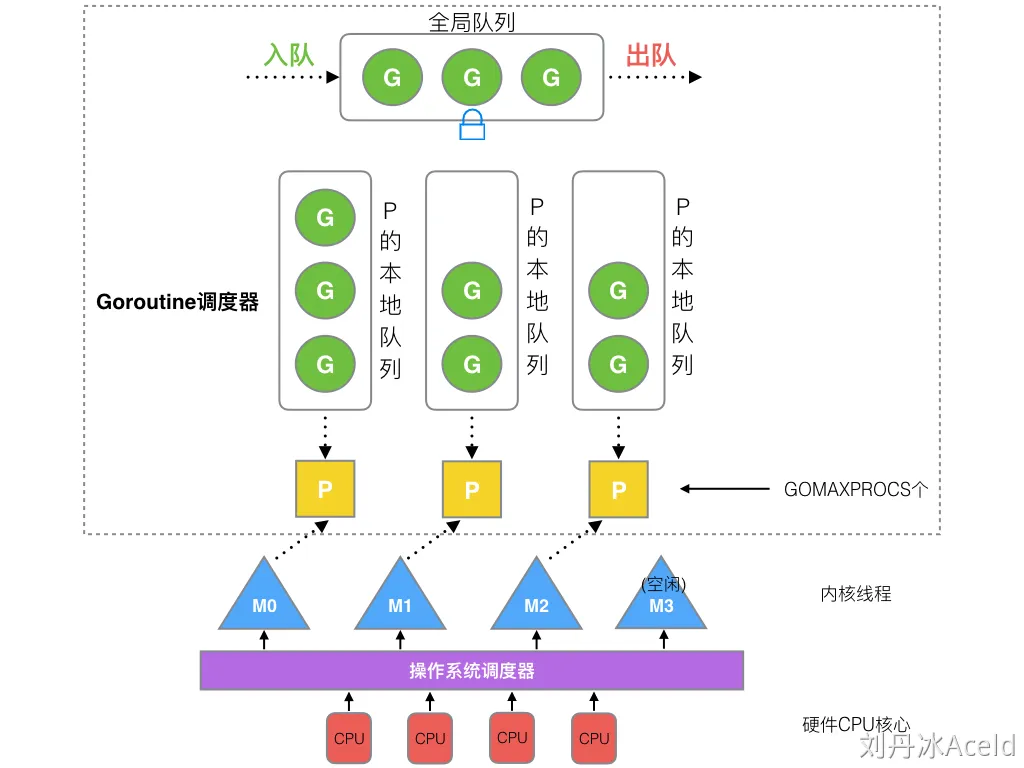 全局队列
入队
出队
G G G
G
G G G
G G G
P的本地队列
P的本地队列
P的本地队列
Goroutine调度器
P P P
GOMAXPROCS个
(空闲)
M0 M1 M2 M3
内核线程
操作系统调度器
CPU CPU CPU CPU
硬件CPU核心
刘丹冰Aceld